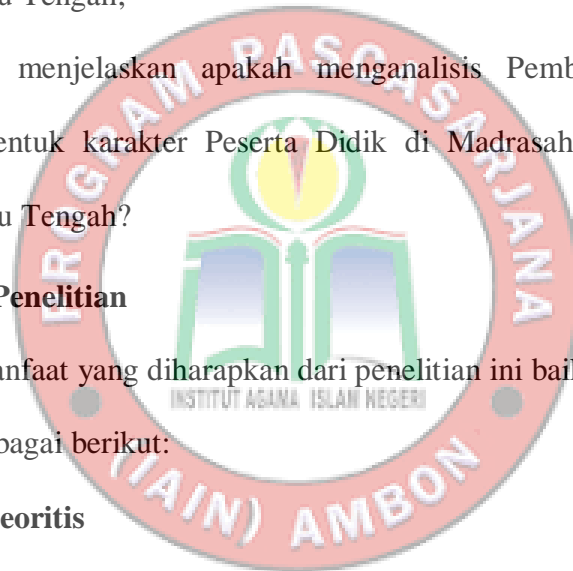 u Tengah;
menjelaskan apakah menganalisis Pemb
entuk karakter Peserta Didik di Madrasah
u Tengah?
Penelitian
anfaat yang diharapkan dari penelitian ini baik
bagai berikut:
eoritis
PROGRAM PASCASARJANA
INSTITUT AGAMA ISLAM NEGERI
(IAIN) AMBON